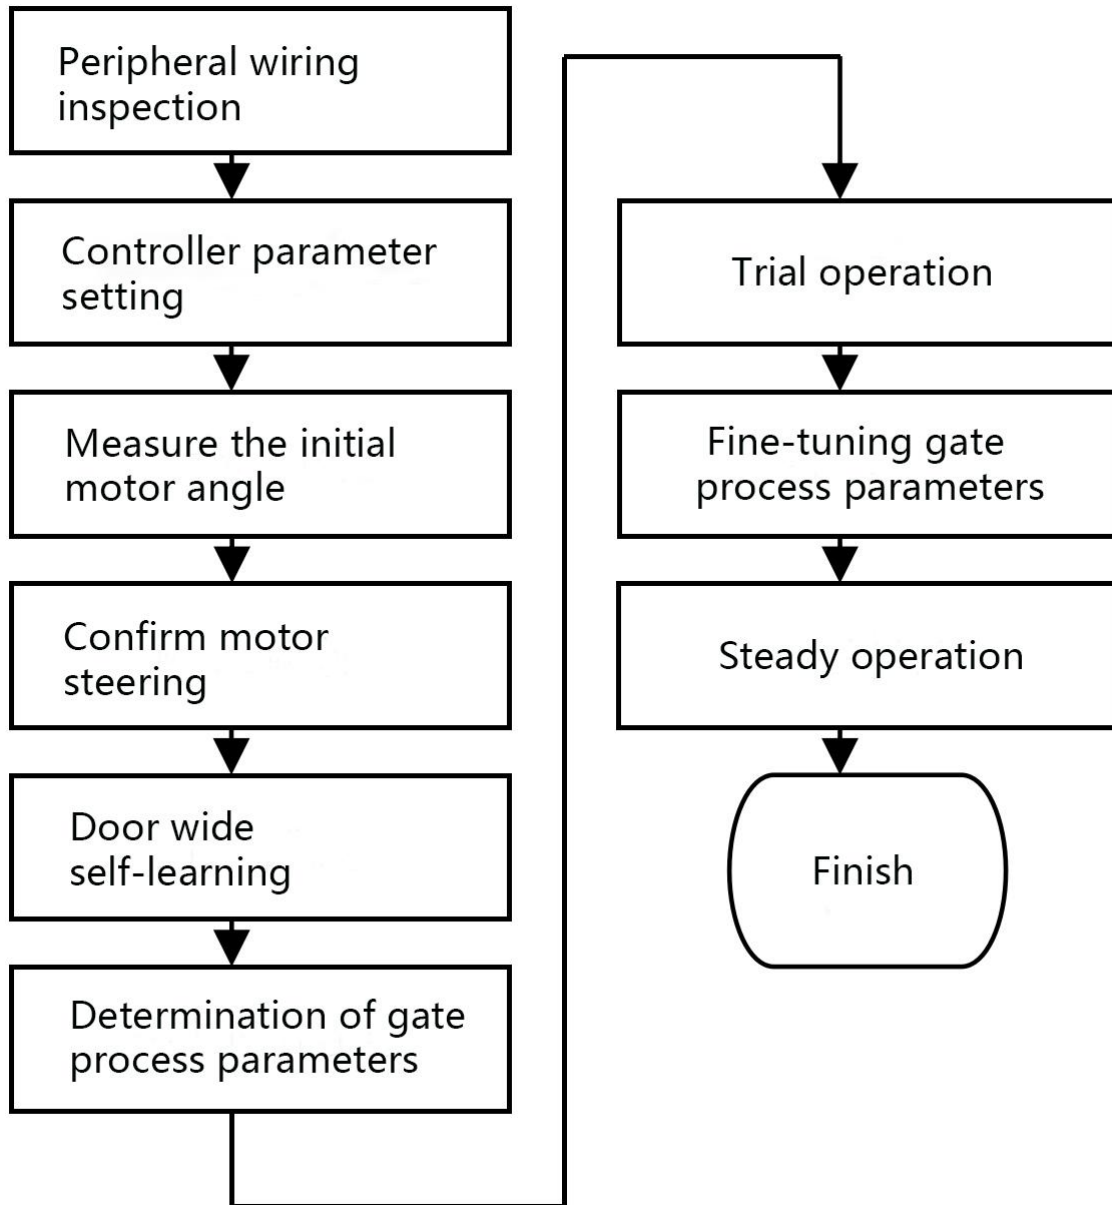 Peripheral wiring
inspection
Controller parameter
setting
Measure the initial
motor angle
Confirm motor
steering
Door wide
self-learning
Determination of gate
process parameters
Trial operation
Fine-tuning gate
process parameters
Steady operation
Finish